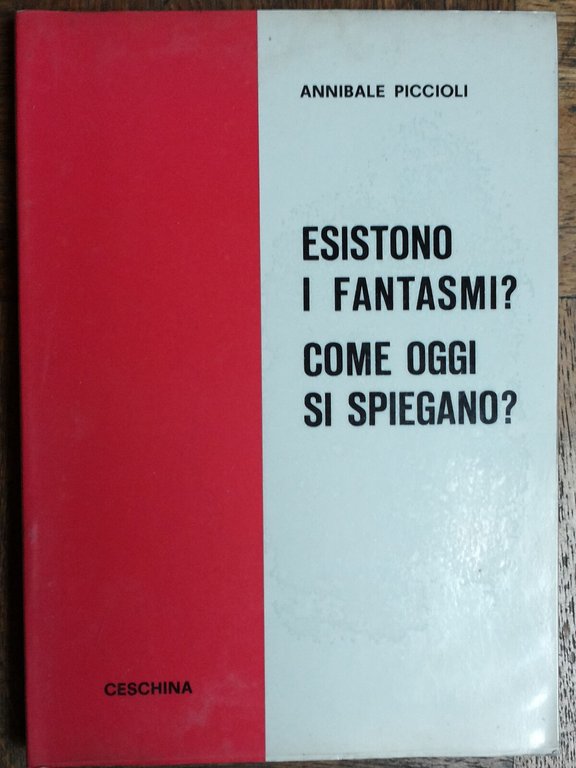 ANNIBALE PICCIOLI
ESISTONO
I FANTASMI?
COME OGGI
SI SPIEGANO?
CESCHINA